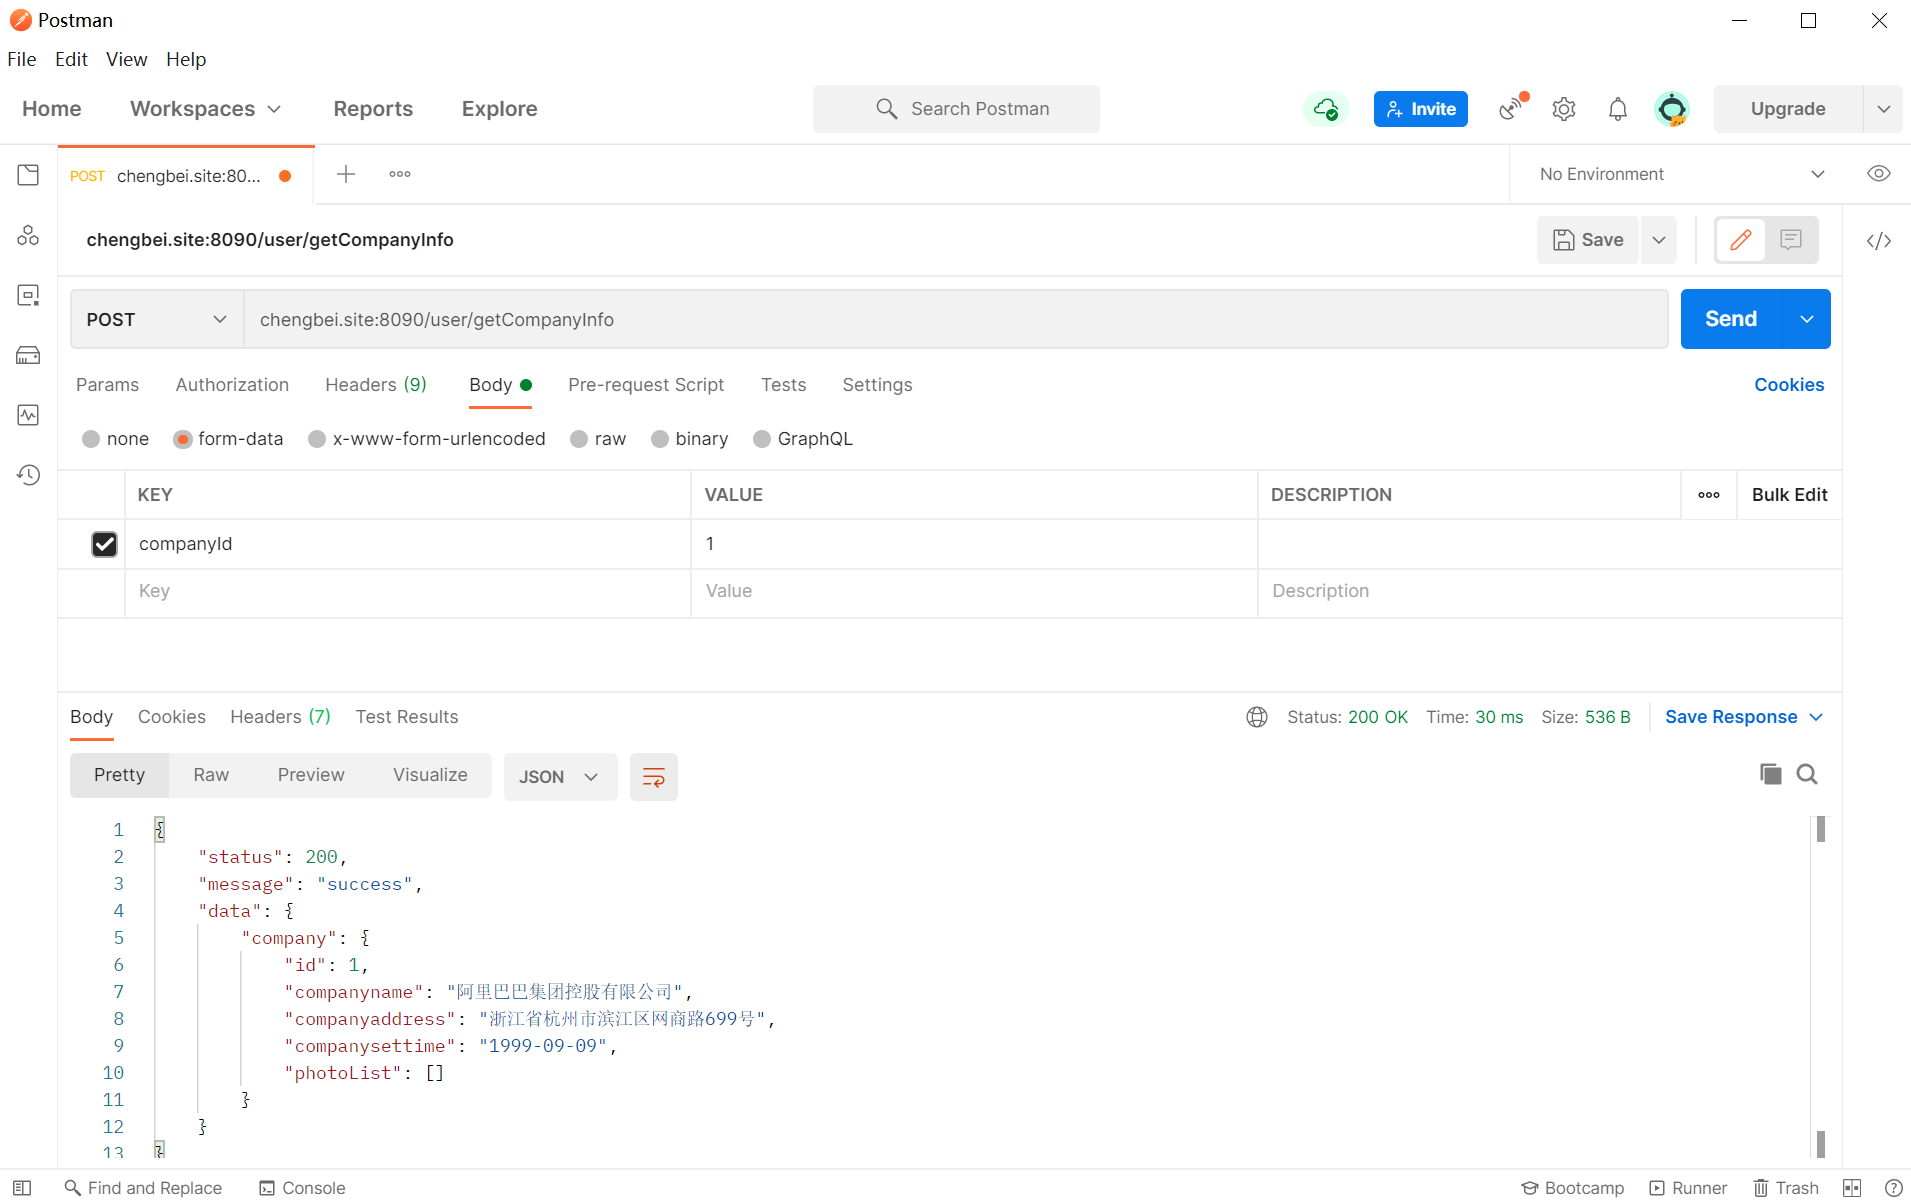 Postman
File Edit View Help
Home Workspaces Reports Explore Search Postman Invite Upgrade
POST chengbei.site:80... No Environment
chengbei.site:8090/user/getCompanyInfo Save
POST chengbei.site:8090/user/getCompanyInfo Send
Params Authorization Headers (9) Body Pre-request Script Tests Settings Cookies
none form-data x-www-form-urlencoded raw binary GraphQL
KEY VALUE DESCRIPTION Bulk Edit
companyId 1
Key Value Description
Body Cookies Headers (7) Test Results Status: 200 OK Time: 30 ms Size: 536 B Save Response
Pretty Raw Preview Visualize JSON
1 {
2 "status": 200,
3 "message": "success",
4 "data": {
5 "company": {
6 "id": 1,
7 "companyname": "阿里巴巴集团控股有限公司",
8 "companyaddress": "浙江省杭州市滨江区网商路699号",
9 "companysettime": "1999-09-09",
10 "photoList": []
11 }
12 }
13 }
Find and Replace Console Bootcamp Runner Trash